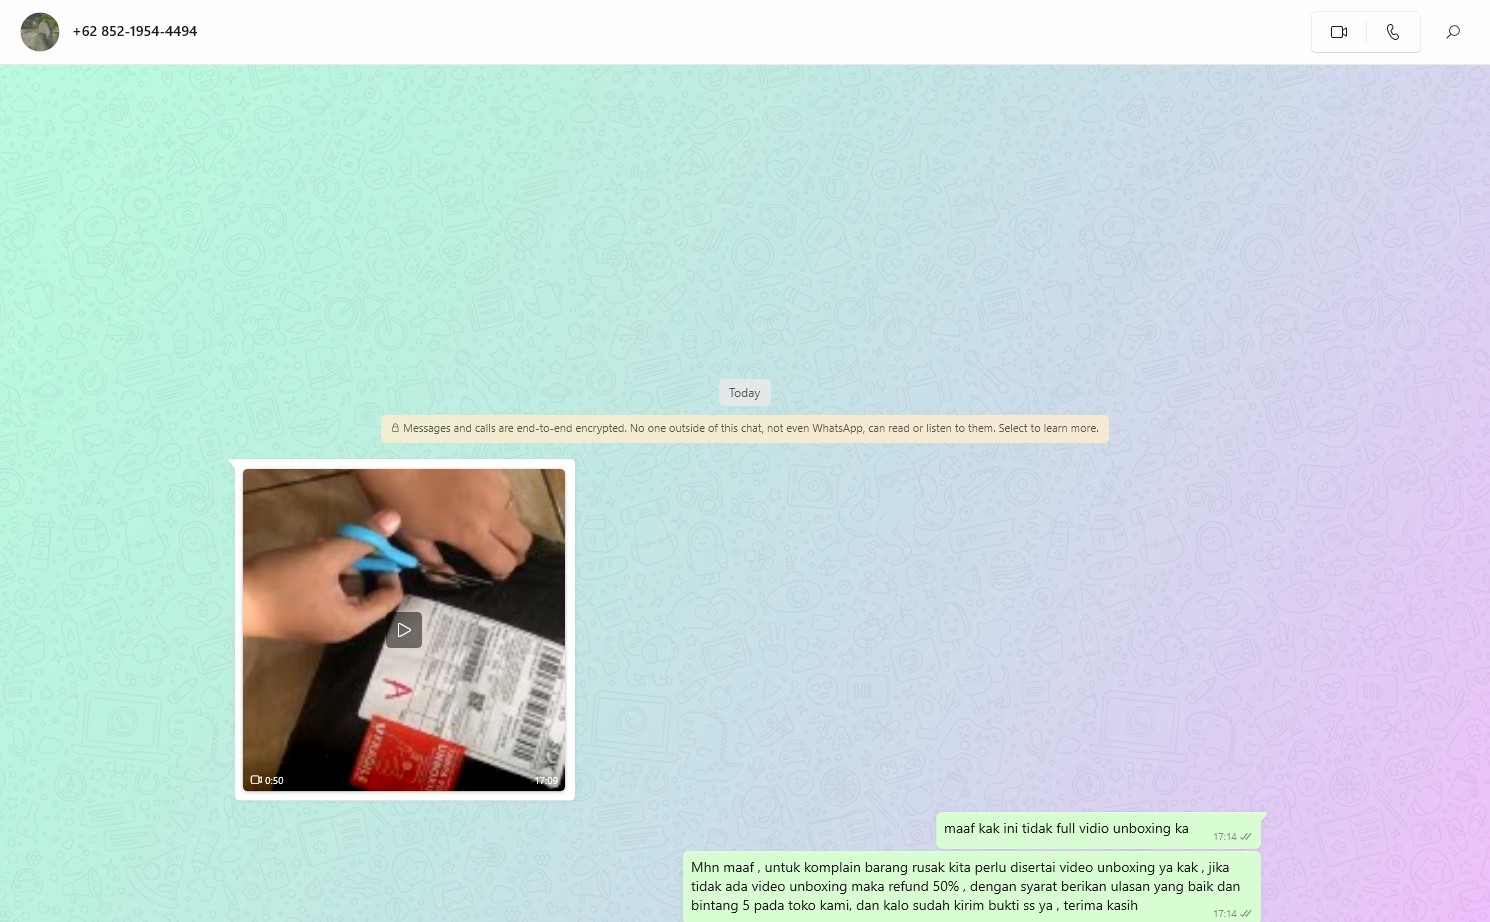 +62 852-1954-4494
Today
Messages and calls are end-to-end encrypted. No one outside of this chat, not even WhatsApp, can read or listen to them. Select to learn more.
A
SPX
0:50
17:09
maaf kak ini tidak full vidio unboxing ka
17:14
Mhn maaf , untuk komplain barang rusak kita perlu disertai video unboxing ya kak , jika
tidak ada video unboxing maka refund 50% , dengan syarat berikan ulasan yang baik dan
bintang 5 pada toko kami, dan kalo sudah kirim bukti ss ya , terima kasih
17:14